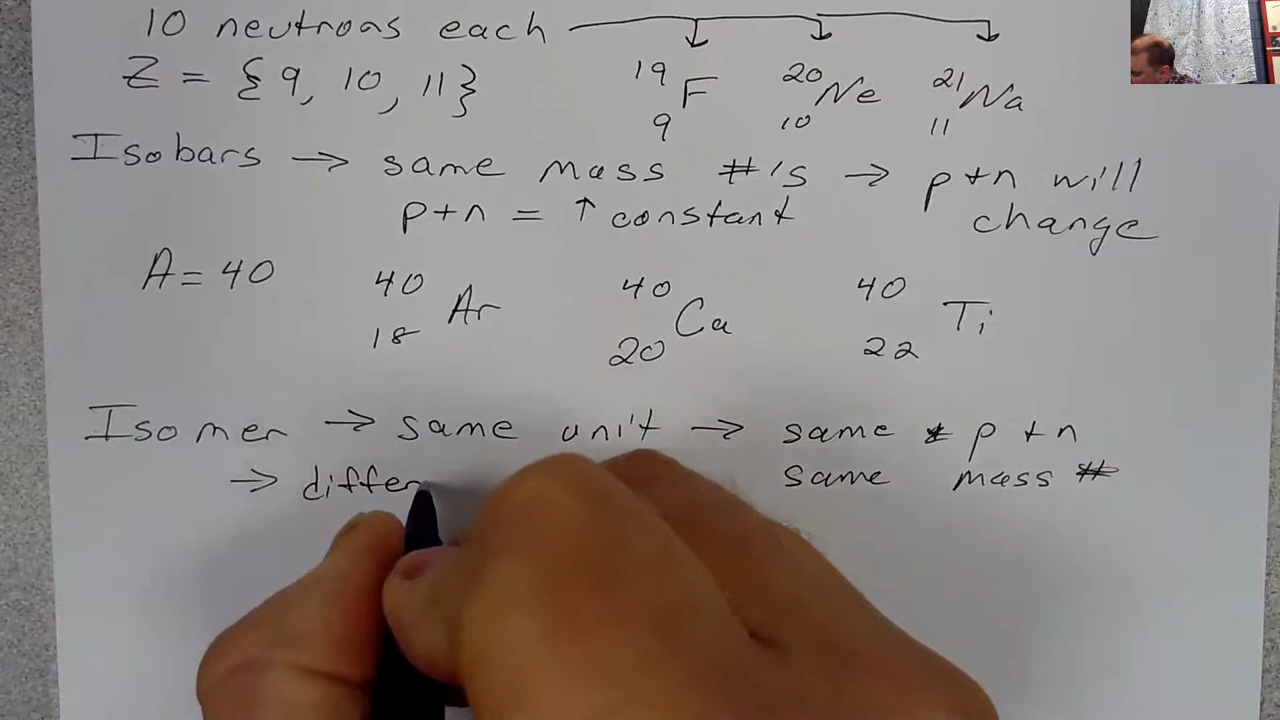 10 neutrons each
Z = {9, 10, 11}
19 F 9
20 Ne 10
21 Na 11
Isobars → same mass #'s → p+n will change
p+n = ↑ constant
A = 40
40 Ar 18
40 Ca 20
40 Ti 22
Isomer → same unit → same p+n
same mass #
→ differ